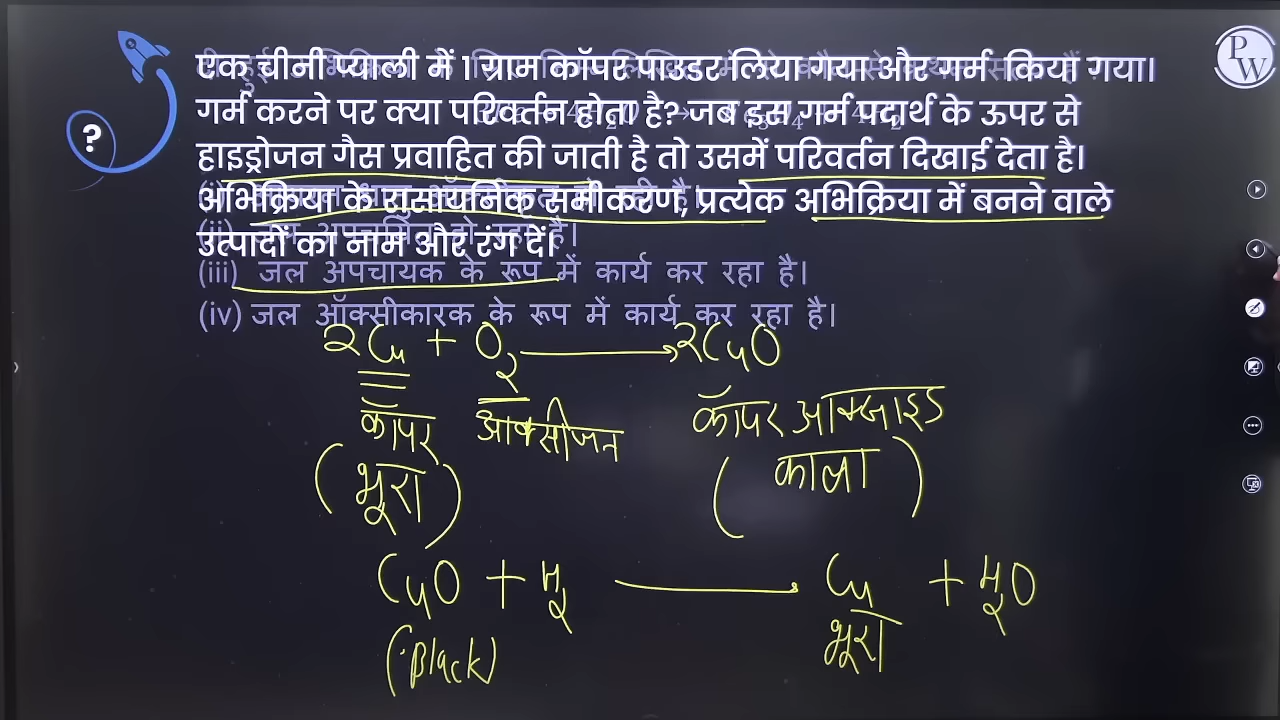 PW
?
एक चीनी प्याली में 1 ग्राम कॉपर पाउडर लिया गया और गर्म किया गया।
गर्म करने पर क्या परिवर्तन होता है? जब इस गर्म पदार्थ के ऊपर से
हाइड्रोजन गैस प्रवाहित की जाती है तो उसमें परिवर्तन दिखाई देता है।
अभिक्रिया के रासायनिक समीकरण, प्रत्येक अभिक्रिया में बनने वाले
उत्पादों का नाम और रंग दें।
(iii) जल अपचायक के रूप में कार्य कर रहा है।
(iv) जल ऑक्सीकारक के रूप में कार्य कर रहा है।
2Cu + O₂ → 2CuO
कॉपर ऑक्सीजन कॉपर ऑक्साइड
(भूरा) (काला)
CuO + H₂ → Cu + H₂O
(Black) भूरा